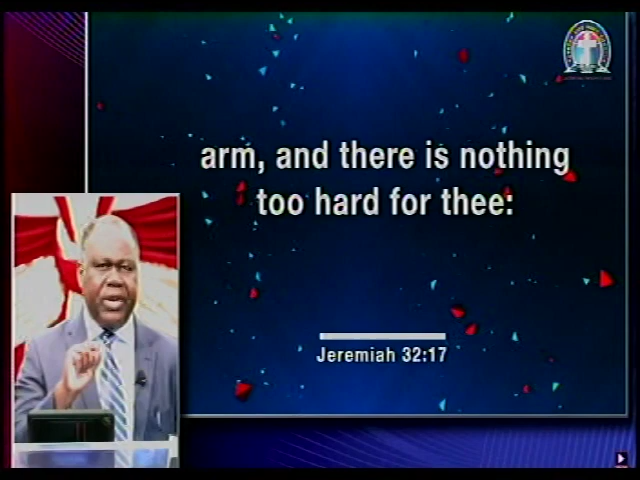 arm, and there is nothing
too hard for thee:
Jeremiah 32:17